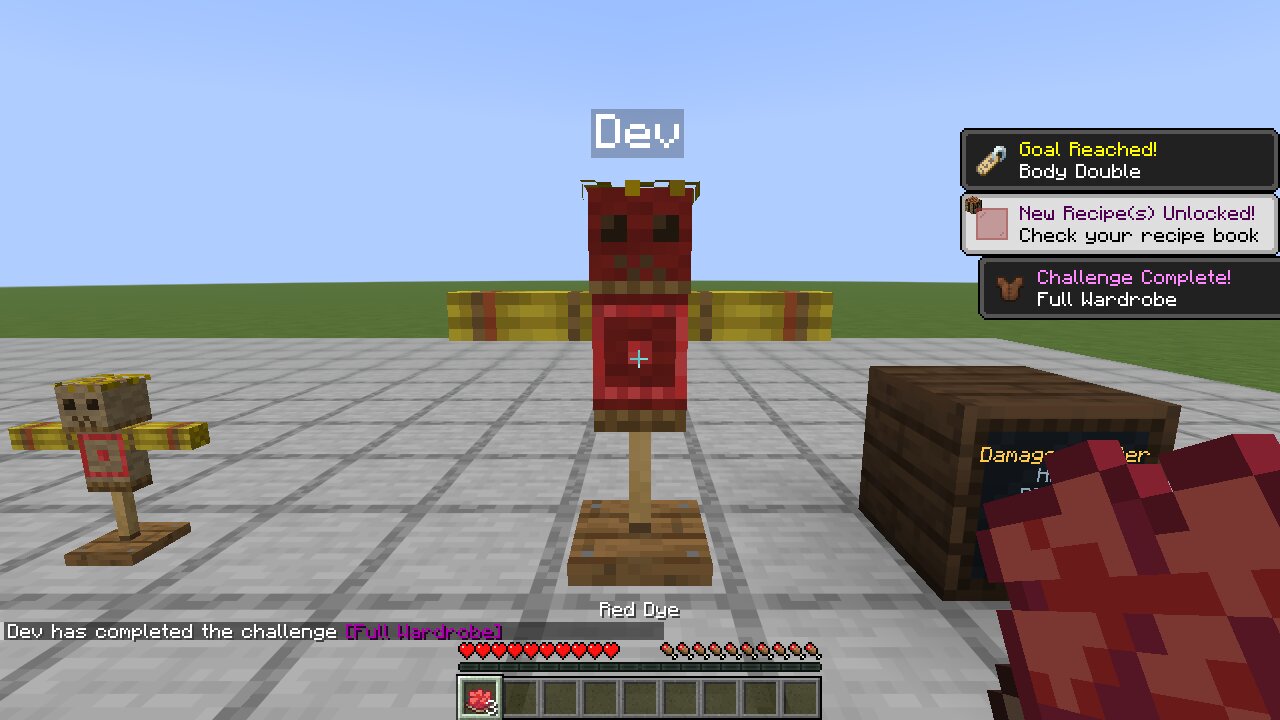 Dev
Goal Reached!
Body Double
New Recipe(s) Unlocked!
Check your recipe book
Challenge Complete!
Full Wardrobe
Red Dye
Dev has completed the challenge [Full Wardrobe]